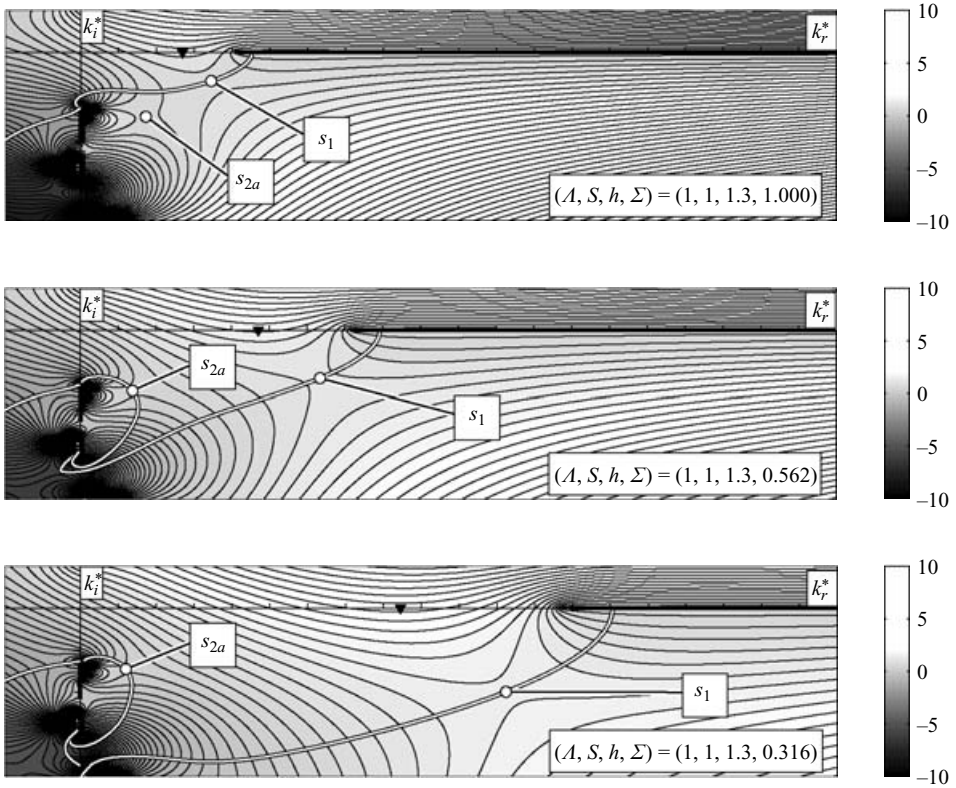 k_i^*
k_r^*
s_1
s_{2a}
(Λ, S, h, Σ) = (1, 1, 1.3, 1.000)
10
5
0
–5
–10
k_i^*
k_r^*
s_{2a}
s_1
(Λ, S, h, Σ) = (1, 1, 1.3, 0.562)
10
5
0
–5
–10
k_i^*
k_r^*
s_{2a}
s_1
(Λ, S, h, Σ) = (1, 1, 1.3, 0.316)
10
5
0
–5
–10